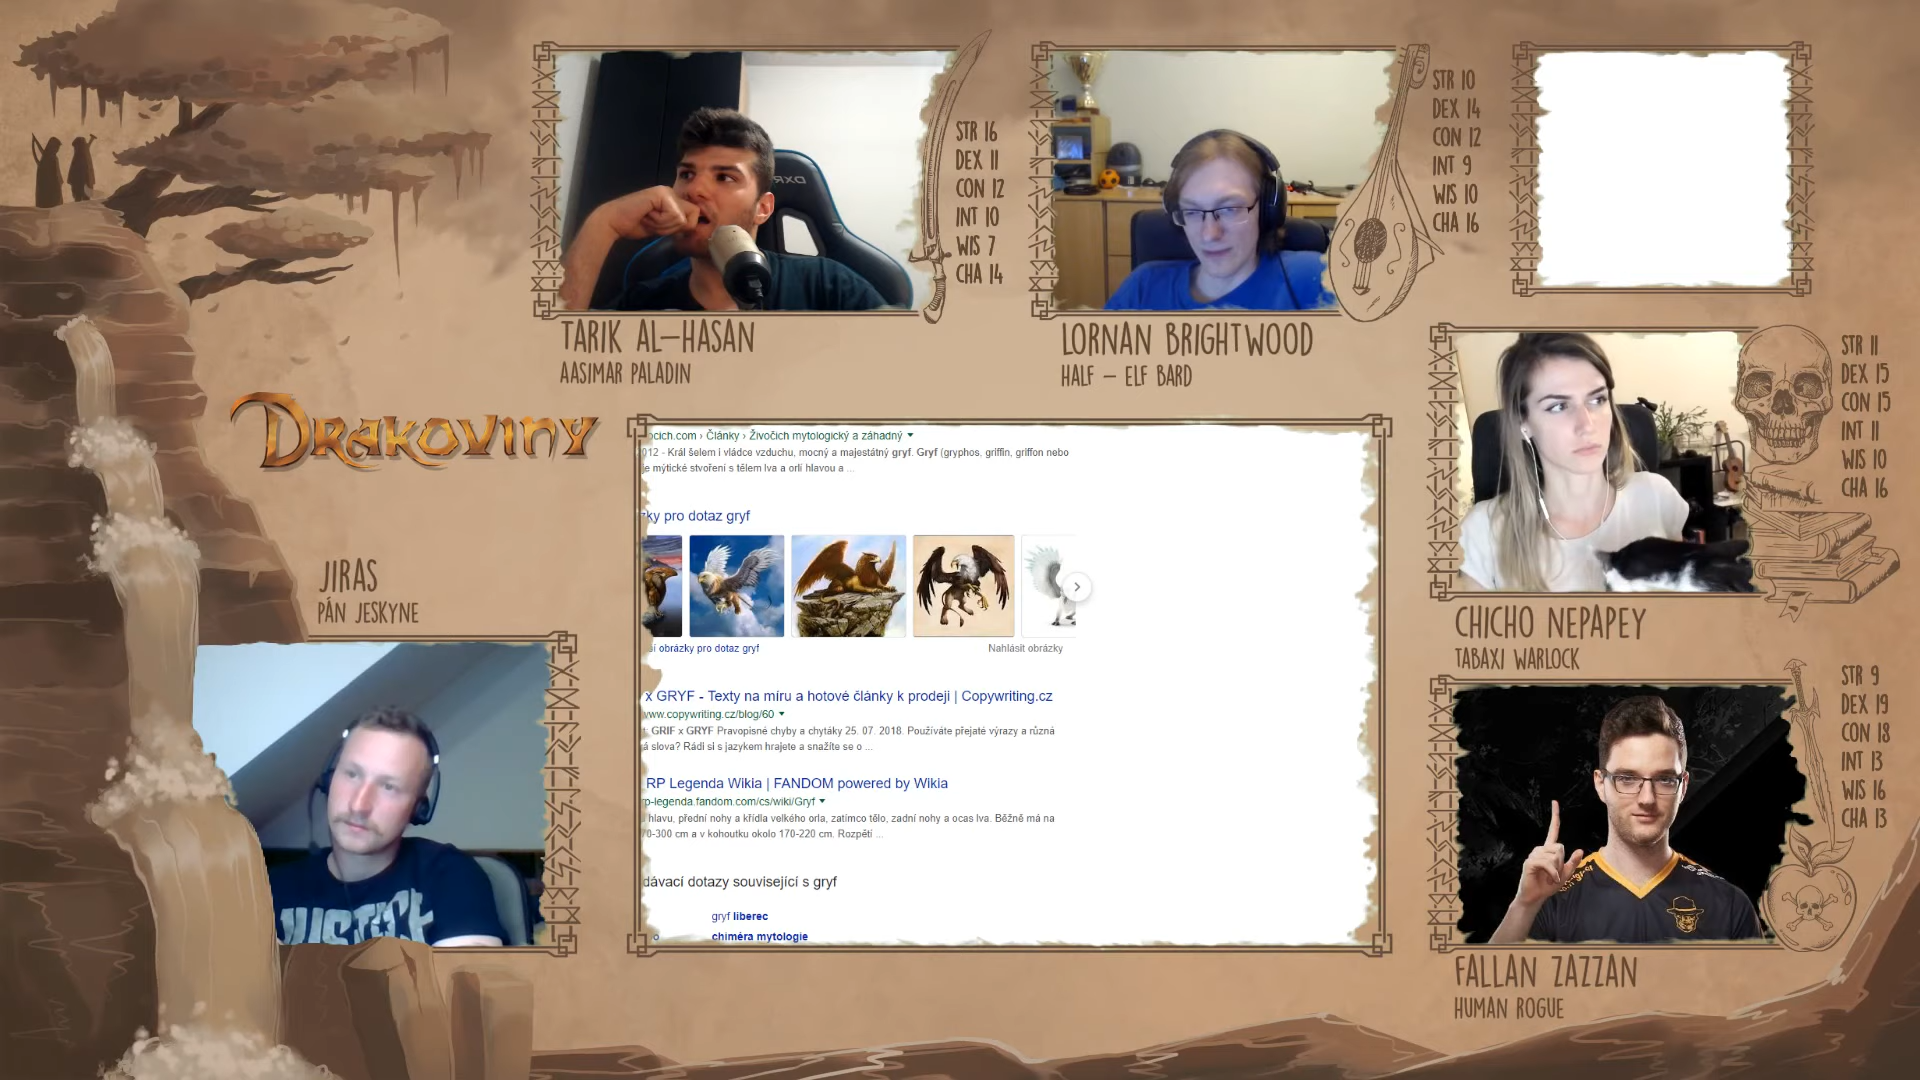 STR 16
DEX 11
CON 12
INT 10
WIS 7
CHA 14
TARIK AL-HASAN
AASIMAR PALADIN
STR 10
DEX 14
CON 12
INT 9
WIS 10
CHA 16
LORNAN BRIGHTWOOD
HALF - ELF BARD
STR 11
DEX 15
CON 15
INT 11
WIS 10
CHA 16
CHICHO NEPAPEY
TABAXI WARLOCK
STR 9
DEX 19
CON 18
INT 13
WIS 16
CHA 13
FALLAN ZAZZAN
HUMAN ROGUE
DRAKOVINY
JIRAS
PÁN JESKYNE
JUSTICE
ocich.com › Články › Živočich mytologický a záhadný
012 - Král šelem i vládce vzduchu, mocný a majestátný gryf. Gryf (gryphos, griffin, griffon nebo
e mýtické stvoření s tělem lva a orlí hlavou a ...
ky pro dotaz gryf
obrázky pro dotaz gryf
Nahlásit obrázky
x GRYF - Texty na míru a hotové články k prodeji | Copywriting.cz
www.copywriting.cz/blog/60
GRIF x GRYF Pravopisné chyby a chytáky 25. 07. 2018. Používáte přejaté výrazy a různá
á slova? Rádi si s jazykem hrajete a snažíte se o ...
RP Legenda Wikia | FANDOM powered by Wikia
rp-legenda.fandom.com/cs/wiki/Gryf
hlavu, přední nohy a křídla velkého orla, zatímco tělo, zadní nohy a ocas lva. Běžně má na
0-300 cm a v kohoutku okolo 170-220 cm. Rozpětí ...
dávací dotazy související s gryf
gryf liberec
chiméra mytologie